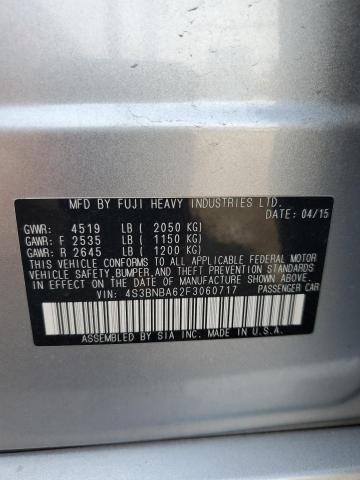 MFD BY FUJI HEAVY INDUSTRIES LTD.
DATE: 04/15
GVWR: 4519 LB ( 2050 KG)
GAWR: F 2535 LB ( 1150 KG)
GAWR: R 2645 LB ( 1200 KG)
THIS VEHICLE CONFORMS TO ALL APPLICABLE FEDERAL MOTOR
VEHICLE SAFETY, BUMPER, AND THEFT PREVENTION STANDARDS
IN EFFECT ON THE DATE OF MANUFACTURE SHOWN ABOVE.
VIN: 4S3BNBA62F3060717 PASSENGER CAR
ASSEMBLED BY SIA INC. IN U.S.A.